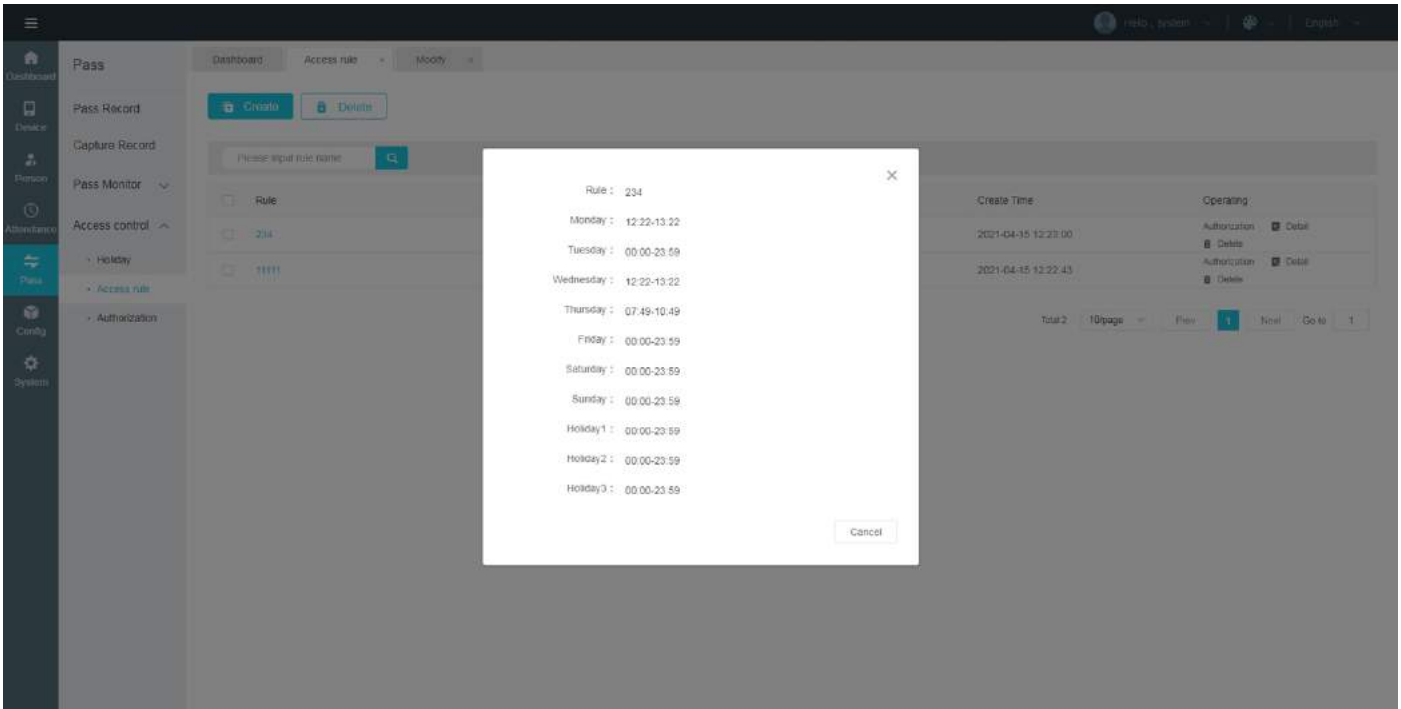 Hello, system
English
Dashboard
Device
Person
Attendance
Pass
Config
System
Pass
Pass Record
Capture Record
Pass Monitor
Access control
Holiday
Access rule
Authorization
Dashboard Access rule × Modify ×
Create Delete
Please input rule name
Rule Create Time Operating
234 2021-04-15 12:23:00 Authorization Detail
Delete
11111 2021-04-15 12:22:43 Authorization Detail
Delete
Total 2 10/page Prev 1 Next Go to 1
Rule : 234
Monday : 12:22-13:22
Tuesday : 00:00-23:59
Wednesday : 12:22-13:22
Thursday : 07:49-10:49
Friday : 00:00-23:59
Saturday : 00:00-23:59
Sunday : 00:00-23:59
Holiday1 : 00:00-23:59
Holiday2 : 00:00-23:59
Holiday3 : 00:00-23:59
Cancel